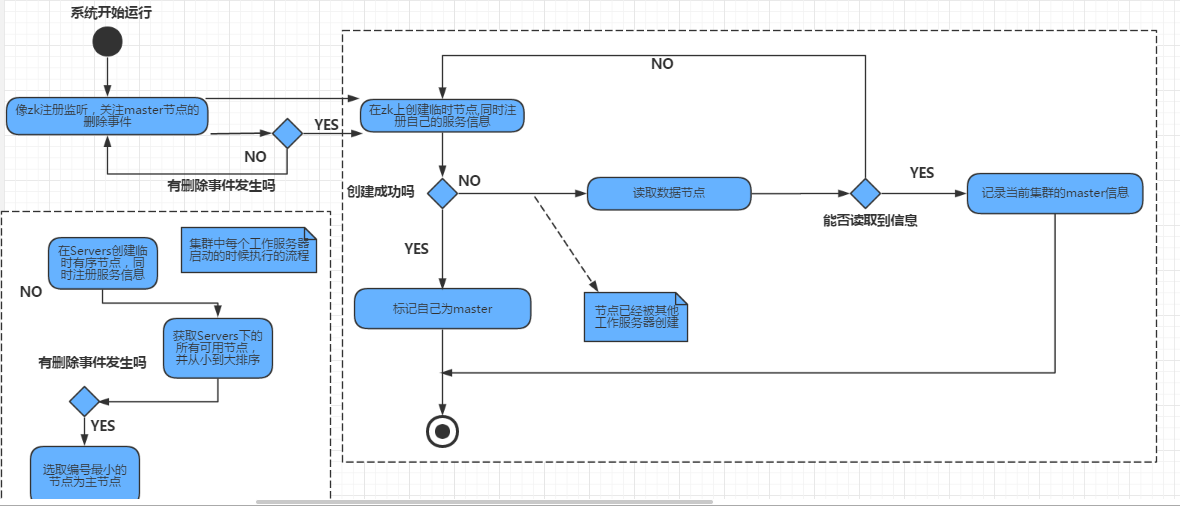 系统开始运行
像zk注册监听，关注master节点的
删除事件
YES
NO
有删除事件发生吗
NO
在zk上创建临时节点,同时注
册自己的服务信息
创建成功吗
NO
读取数据节点
YES
能否读取到信息
记录当前集群的master信息
YES
标记自己为master
节点已经被其他
工作服务器创建
在Servers创建临
时有序节点，同
时注册服务信息
集群中每个工作服务器
启动的时候执行的流程
NO
获取Servers下的
所有可用节点，
并从小到大排序
有删除事件发生吗
YES
选取编号最小的
节点为主节点